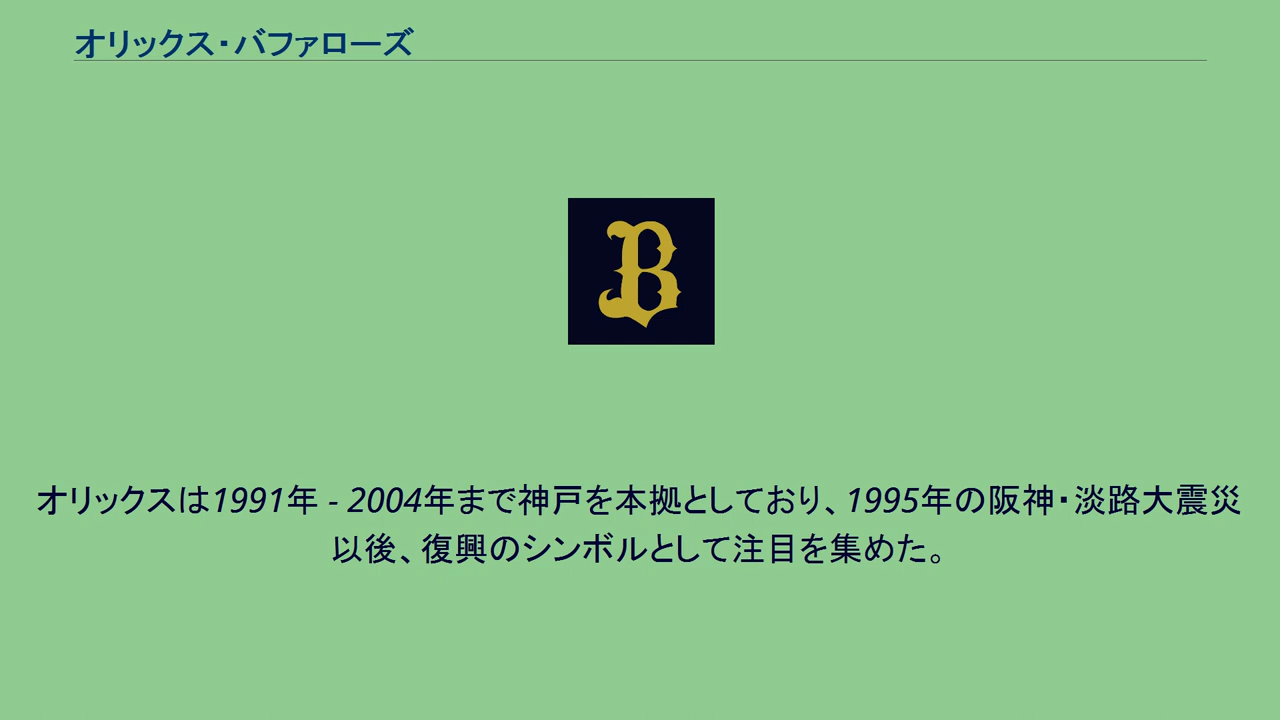 オリックス・バファローズ
B
オリックスは1991年 - 2004年まで神戸を本拠としており、1995年の阪神・淡路大震災
以後、復興のシンボルとして注目を集めた。